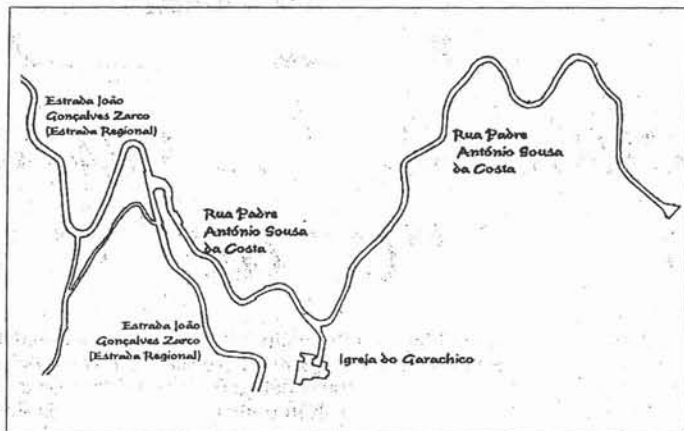 Estrada João
Gonçalves Zarco
(Estrada Regional)
Rua Padre
António Sousa
da Costa
Rua Padre
António Sousa
da Costa
Estrada João
Gonçalves Zarco
(Estrada Regional)
Igreja do Garachico